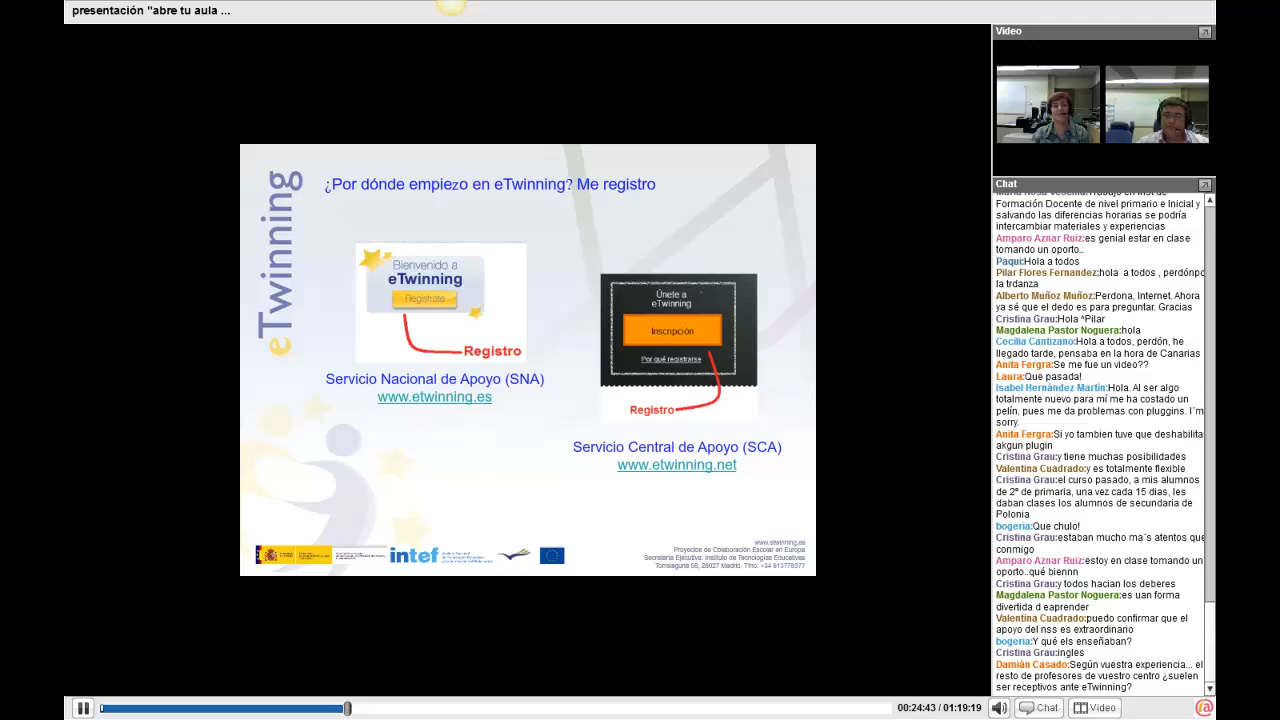 presentación "abre tu aula ...
eTwinning
¿Por dónde empiezo en eTwinning? Me registro
Bienvenido a
eTwinning
Regístrate
Registro
Servicio Nacional de Apoyo (SNA)
www.etwinning.es
Únete a
eTwinning
Inscripción
Por qué registrarse
Registro
Servicio Central de Apoyo (SCA)
www.etwinning.net
intef
www.etwinning.es
Proyectos de Colaboración Escolar en Europa
Secretaría Ejecutiva: Instituto de Tecnologías Educativas
Torrelaguna 58, 28027 Madrid. Tfno: +34 913778377
Video
Chat
Formación Docente de nivel primario e Inicial y
salvando las diferencias horarias se podría
intercambiar materiales y experiencias
Amparo Aznar Ruiz:es genial estar en clase
tomando un oporto..
Paqui:Hola a todos
Pilar Flores Fernandez:hola a todos , perdónpo
la trdanza
Alberto Muñoz Muñoz:Perdona, Internet. Ahora
ya sé que el dedo es para preguntar. Gracias
Cristina Grau:Hola ^Pilar
Magdalena Pastor Noguera:hola
Cecilia Cantizano:Hola a todos, perdón, he
llegado tarde, pensaba en la hora de Canarias
Anita Fergra:Se me fue un video??
Laura:Que pasada!
Isabel Hernández Martín:Hola. Al ser algo
totalmente nuevo para mí me ha costado un
pelín, pues me da problemas con pluggins. I´m
sorry.
Anita Fergra:Si yo tambien tuve que deshabilita
akgun plugin
Cristina Grau:y tiene muchas posibilidades
Valentina Cuadrado:y es totalmente flexible
Cristina Grau:el curso pasado, a mis alumnos
de 2º de primaria, una vez cada 15 dias, les
daban clases los alumnos de secundaria de
Polonia
bogeria:Que chulo!
Cristina Grau:estaban mucho ma´s atentos que
conmigo
Amparo Aznar Ruiz:estoy en clase tomando un
oporto..qué biennn
Cristina Grau:y todos hacian los deberes
Magdalena Pastor Noguera:es uan forma
divertida d eaprender
Valentina Cuadrado:puedo confirmar que el
apoyo del nss es extraordinario
bogeria:Y qué els enseñaban?
Cristina Grau:ingles
Damián Casado:Según vuestra experiencia... el
resto de profesores de vuestro centro ¿suelen
ser receptivos ante eTwinning?
00:24:43 / 01:19:19
Chat
Video